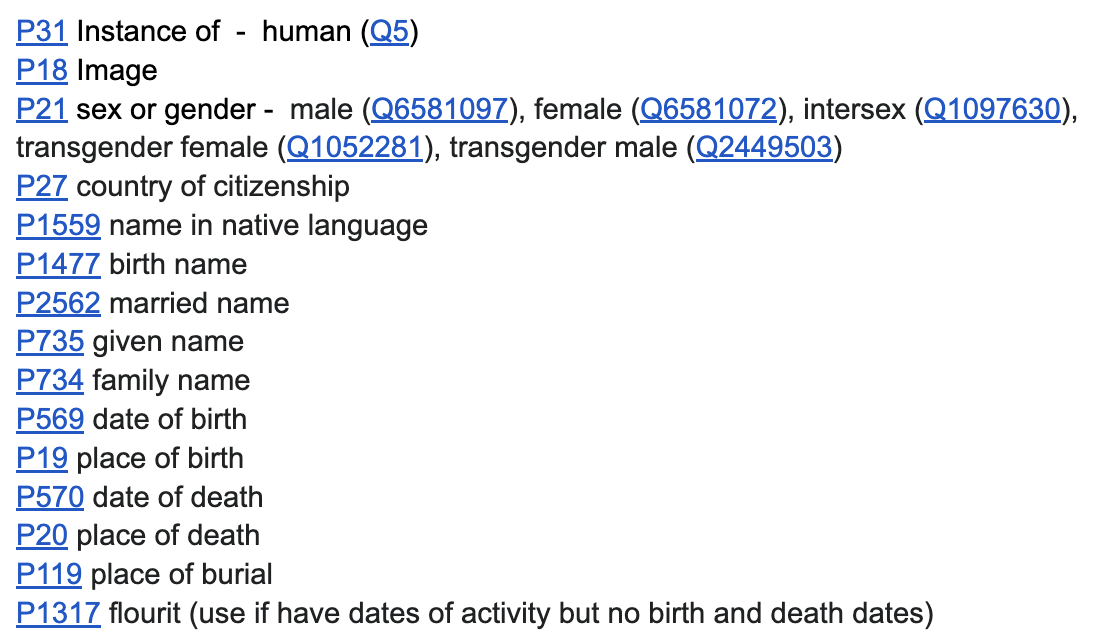 P31 Instance of  -  human (Q5)
P18 Image
P21 sex or gender -  male (Q6581097), female (Q6581072), intersex (Q1097630),
transgender female (Q1052281), transgender male (Q2449503)
P27 country of citizenship
P1559 name in native language
P1477 birth name
P2562 married name
P735 given name
P734 family name
P569 date of birth
P19 place of birth
P570 date of death
P20 place of death
P119 place of burial
P1317 flourit (use if have dates of activity but no birth and death dates)